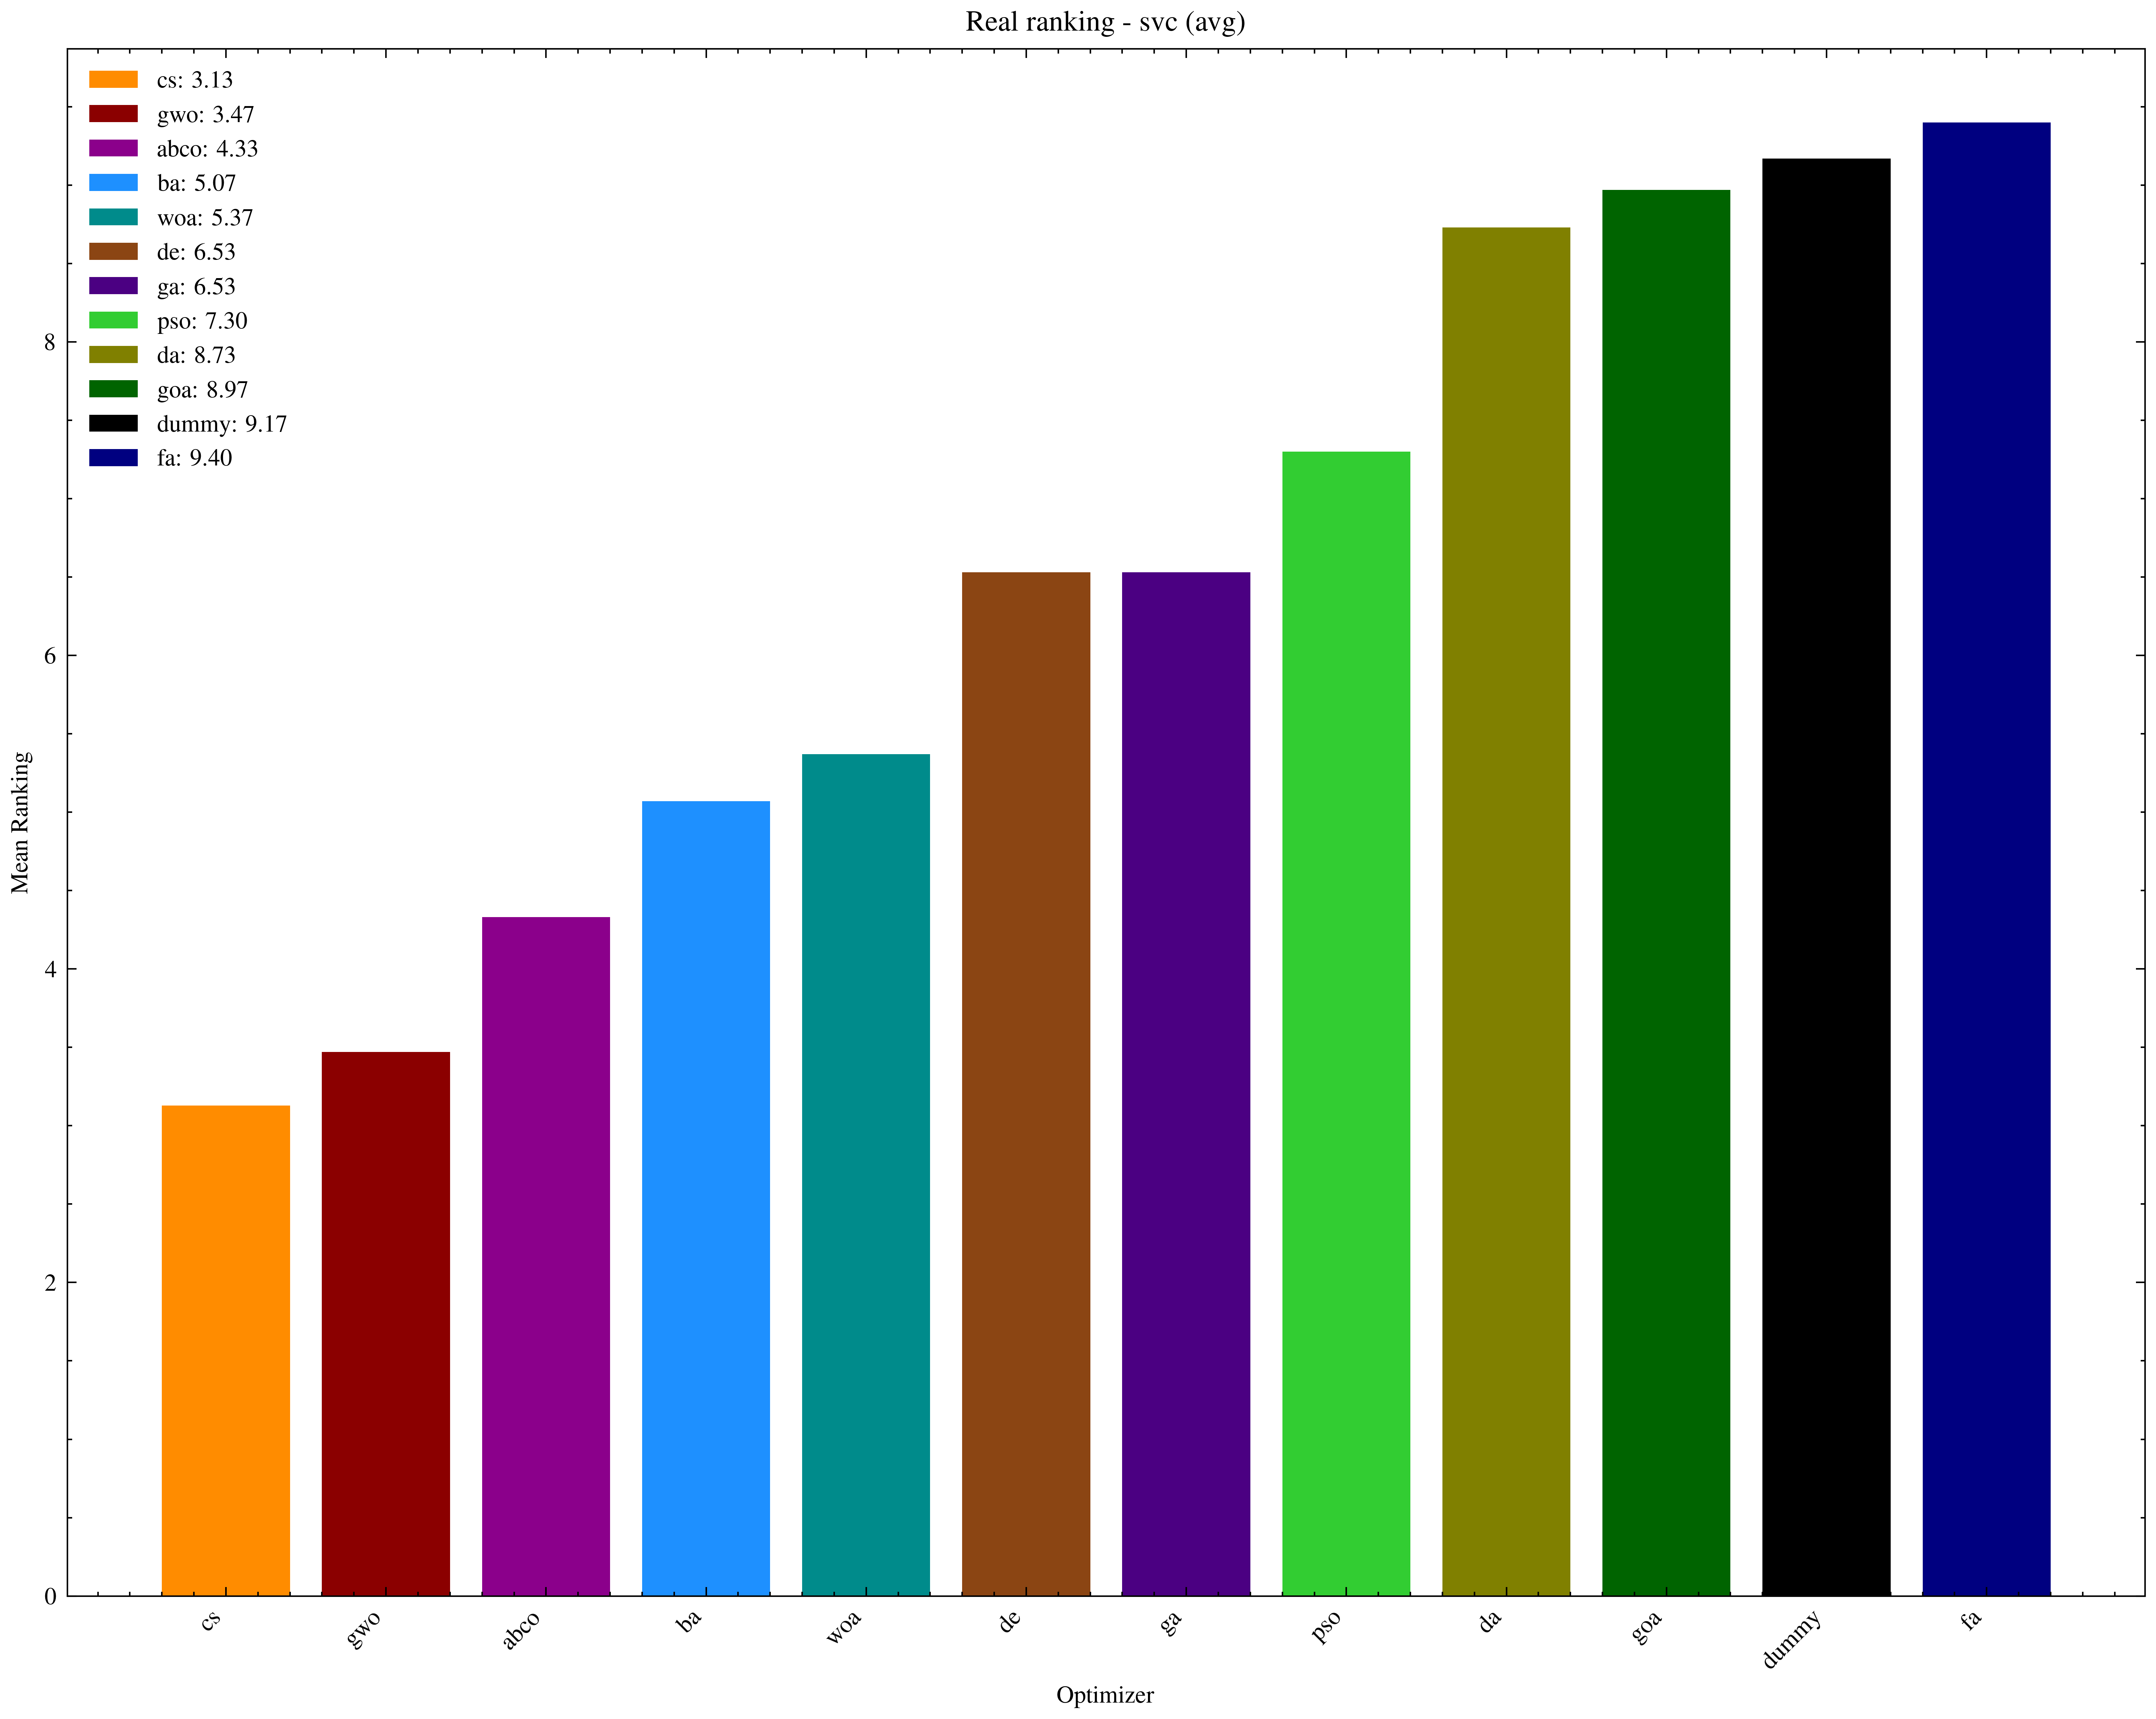 Real ranking - svc (avg)
cs: 3.13
gwo: 3.47
abco: 4.33
ba: 5.07
woa: 5.37
de: 6.53
ga: 6.53
pso: 7.30
da: 8.73
goa: 8.97
dummy: 9.17
fa: 9.40
8
6
4
2
0
Mean Ranking
cs gwo abco ba woa de ga pso da goa dummy fa
Optimizer